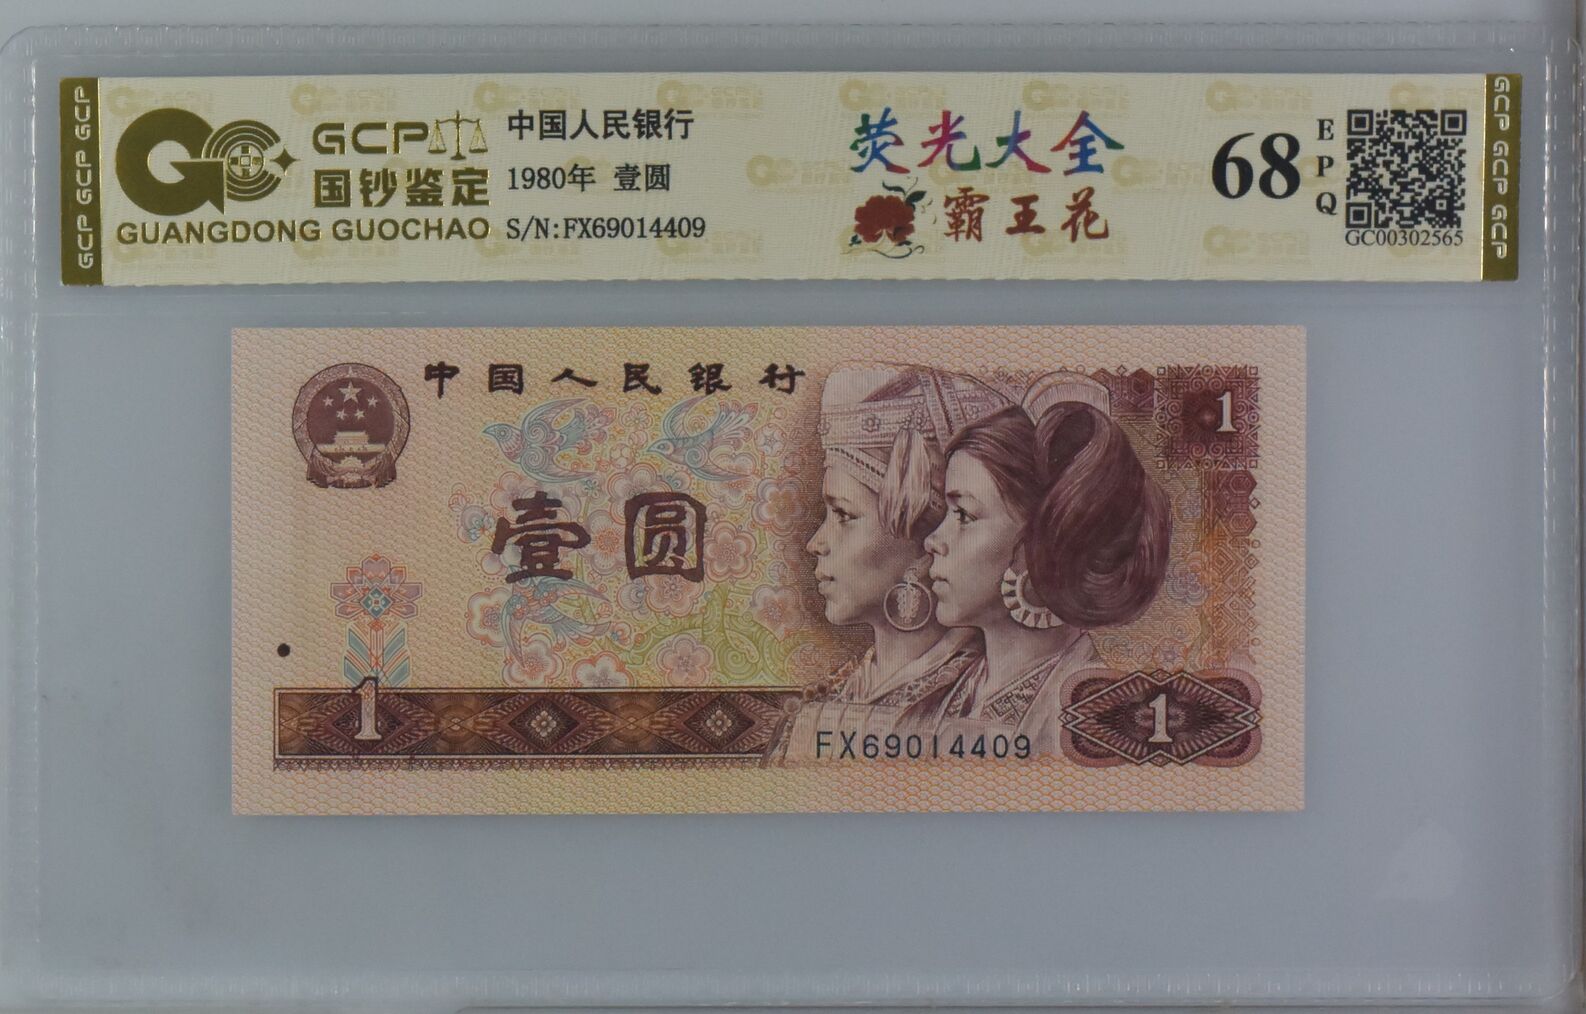 GCP GCP GCP
GCP
国钞鉴定
GUANGDONG GUOCHAO
中国人民银行
1980年 壹圆
S/N:FX69014409
荧光大全
霸王花
68
EPQ
GC00302565
GCP GCP GCP
中国人民银行
1
壹圆
1
FX69014409
1